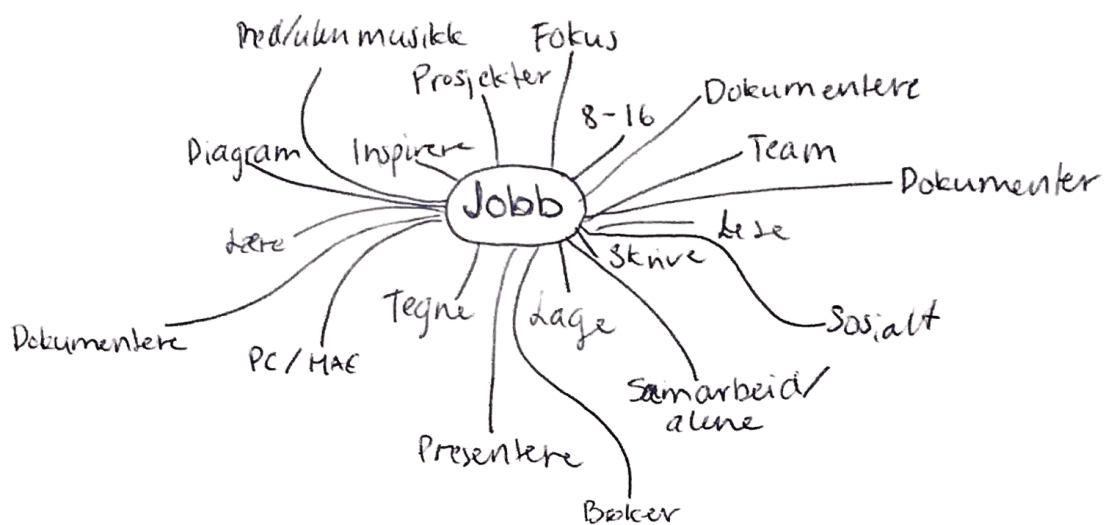 Med/uten musikk
Fokus
Prosjekter
Dokumentere
8-16
Team
Diagram
Inspirere
Dokumenter
Jobb
Lese
Lære
Skrive
Tegne
Lage
Sosialt
Dokumentere
PC/MAC
Samarbeid/
alene
Presentere
Bøker